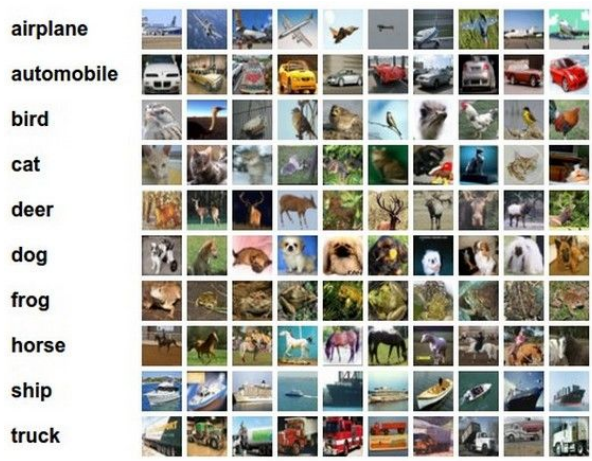 airplane
automobile
bird
cat
deer
dog
frog
horse
ship
truck